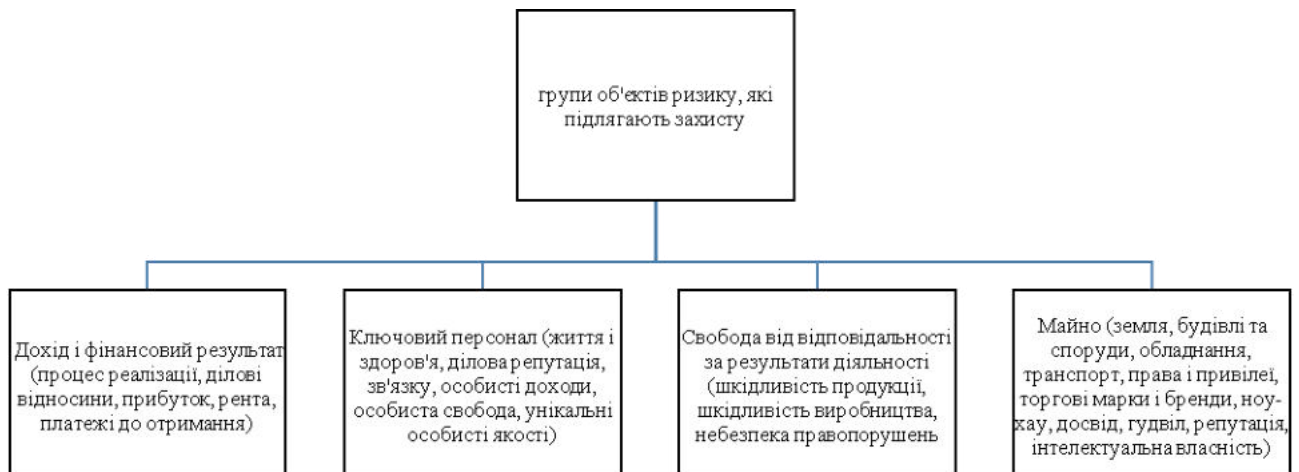 групи об'єктів ризику, які
підлягають захисту
Дохід і фінансовий результат
(процес реалізації, ділові
відносини, прибуток, рента,
платежі до отримання)
Ключовий персонал (життя і
здоров'я, ділова репутація,
зв'язку, особисті доходи,
особиста свобода, унікальні
особисті якості)
Свобода від відповідальності
за результати діяльності
(шкідливість продукції,
шкідливість виробництва,
небезпека правопорушень
Майно (земля, будівлі та
споруди, обладнання,
транспорт, права і привілеї,
торгові марки і бренди, ноу-
хау, досвід, гудвіл, репутація,
інтелектуальна власність)